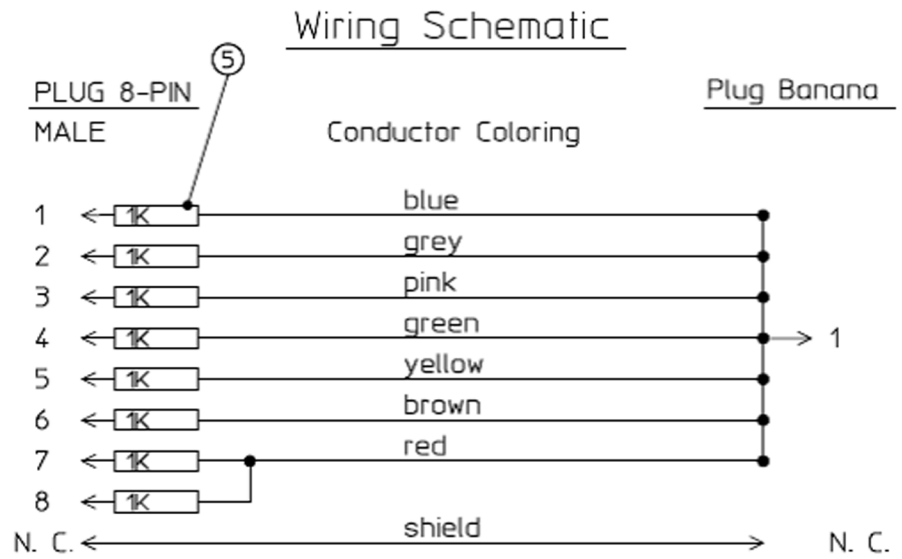 Wiring Schematic
5
PLUG 8-PIN
Plug Banana
MALE
Conductor Coloring
1 1K blue
2 1K grey
3 1K pink
4 1K green 1
5 1K yellow
6 1K brown
7 1K red
8 1K
N. C. shield N. C.